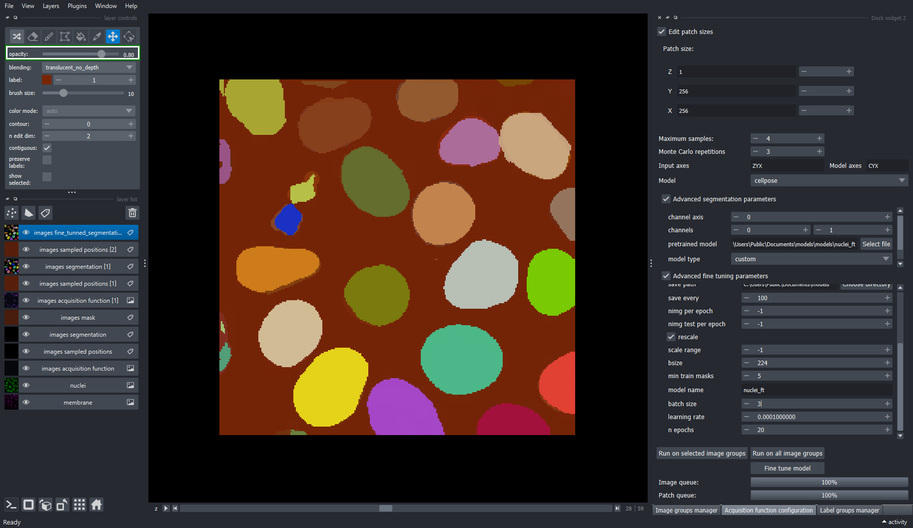 File View Layers Plugins Window Help
layer controls
opacity: 0.80
blending: translucent_no_depth
label: 1
brush size: 10
color mode: auto
contour: 0
n edit dim: 2
contiguous:
preserve labels:
show selected:
layer list
images fine_tunned_segmentati...
images sampled positions [2]
images segmentation [1]
images sampled positions [1]
images acquisition function [1]
images mask
images segmentation
images sampled positions
images acquisition function
nuclei
membrane
Ready
z 28 59
Dock widget 2
Edit patch sizes
Patch size:
Z 1
Y 256
X 256
Maximum samples: 4
Monte Carlo repetitions 3
Input axes ZYX Model axes CYX
Model cellpose
Advanced segmentation parameters
channel axis 0
channels 0 1
pretrained model \Users\Public\Documents\models\models\nuclei_ft Select file
model type custom
Advanced fine tuning parameters
save path C:\Users\Public\Documents\models Choose directory
save every 100
nimg per epoch -1
nimg test per epoch -1
rescale
scale range -1
bsize 224
min train masks 5
model name nuclei_ft
batch size 3
learning rate 0.0001000000
n epochs 20
Run on selected image groups Run on all image groups
Fine tune model
Image queue: 100%
Patch queue: 100%
Image groups manager Acquisition function configuration Label groups manager
activity